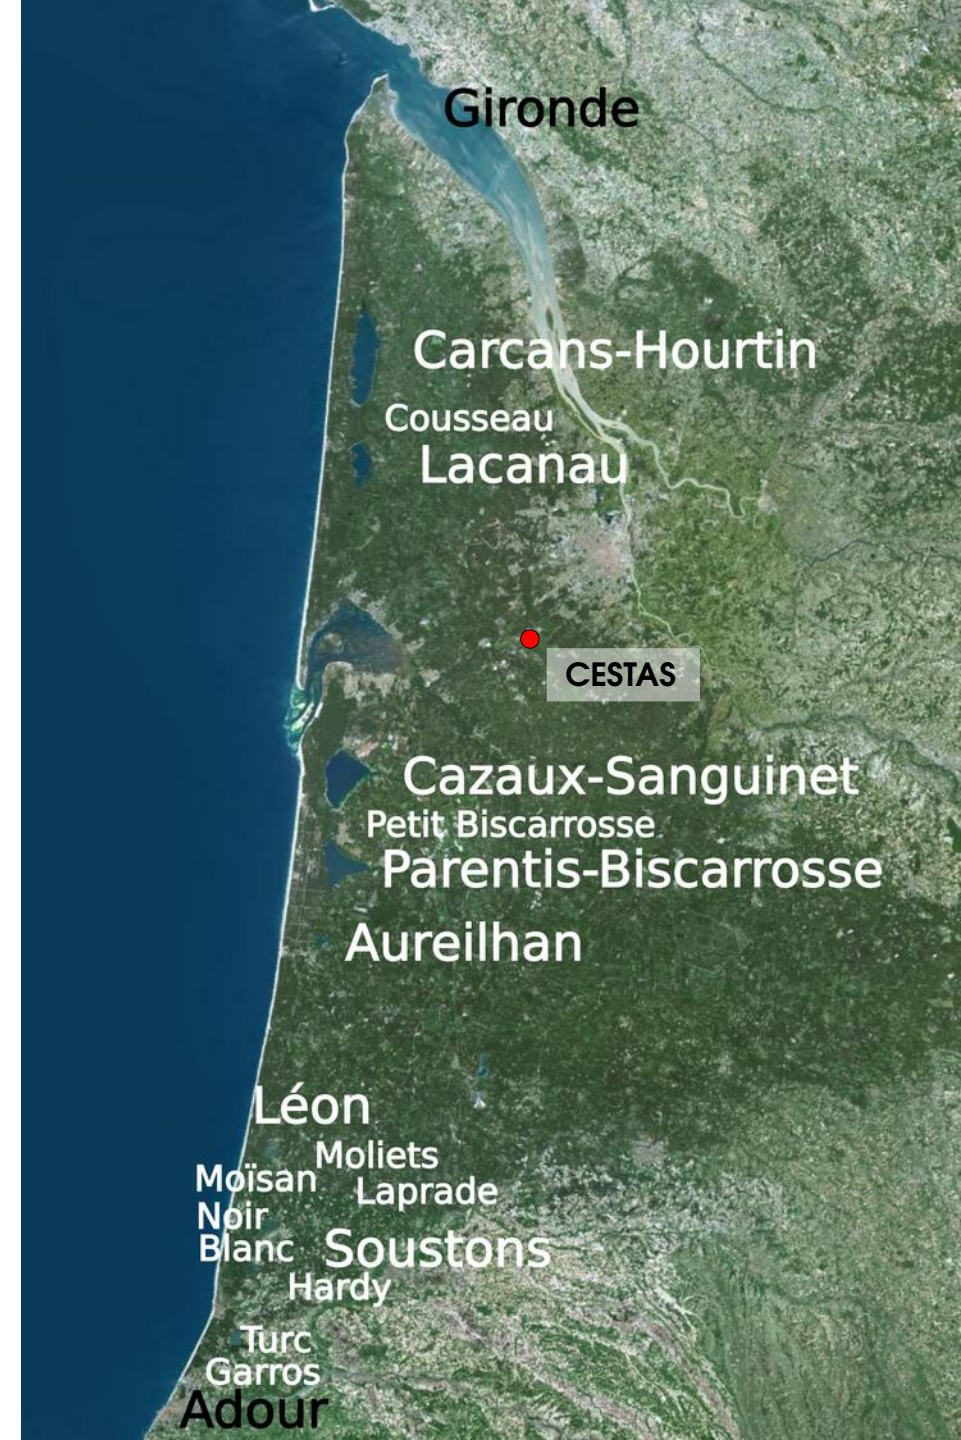 Gironde
Carcans-Hourtin
Cousseau
Lacanau
CESTAS
Cazaux-Sanguinet
Petit Biscarrosse
Parentis-Biscarrosse
Aureilhan
Léon
Moliets
Moïsan
Laprade
Noir
Blanc
Soustons
Hardy
Turc
Garros
Adour